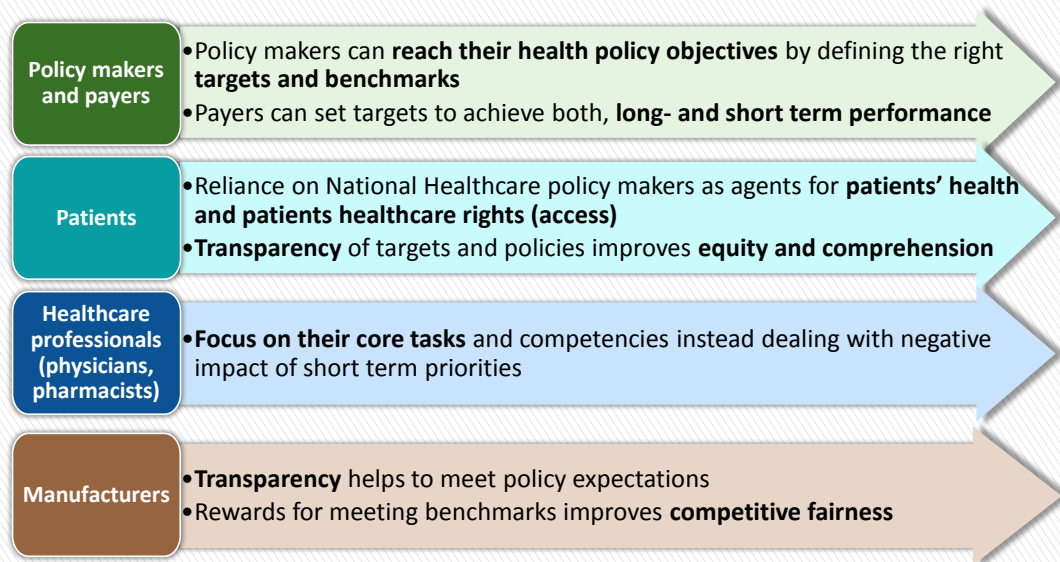 Policy makers
and payers
•Policy makers can reach their health policy objectives by defining the right
targets and benchmarks
•Payers can set targets to achieve both, long- and short term performance
Patients
•Reliance on National Healthcare policy makers as agents for patients' health
and patients healthcare rights (access)
•Transparency of targets and policies improves equity and comprehension
Healthcare
professionals
(physicians,
pharmacists)
•Focus on their core tasks and competencies instead dealing with negative
impact of short term priorities
Manufacturers
•Transparency helps to meet policy expectations
•Rewards for meeting benchmarks improves competitive fairness